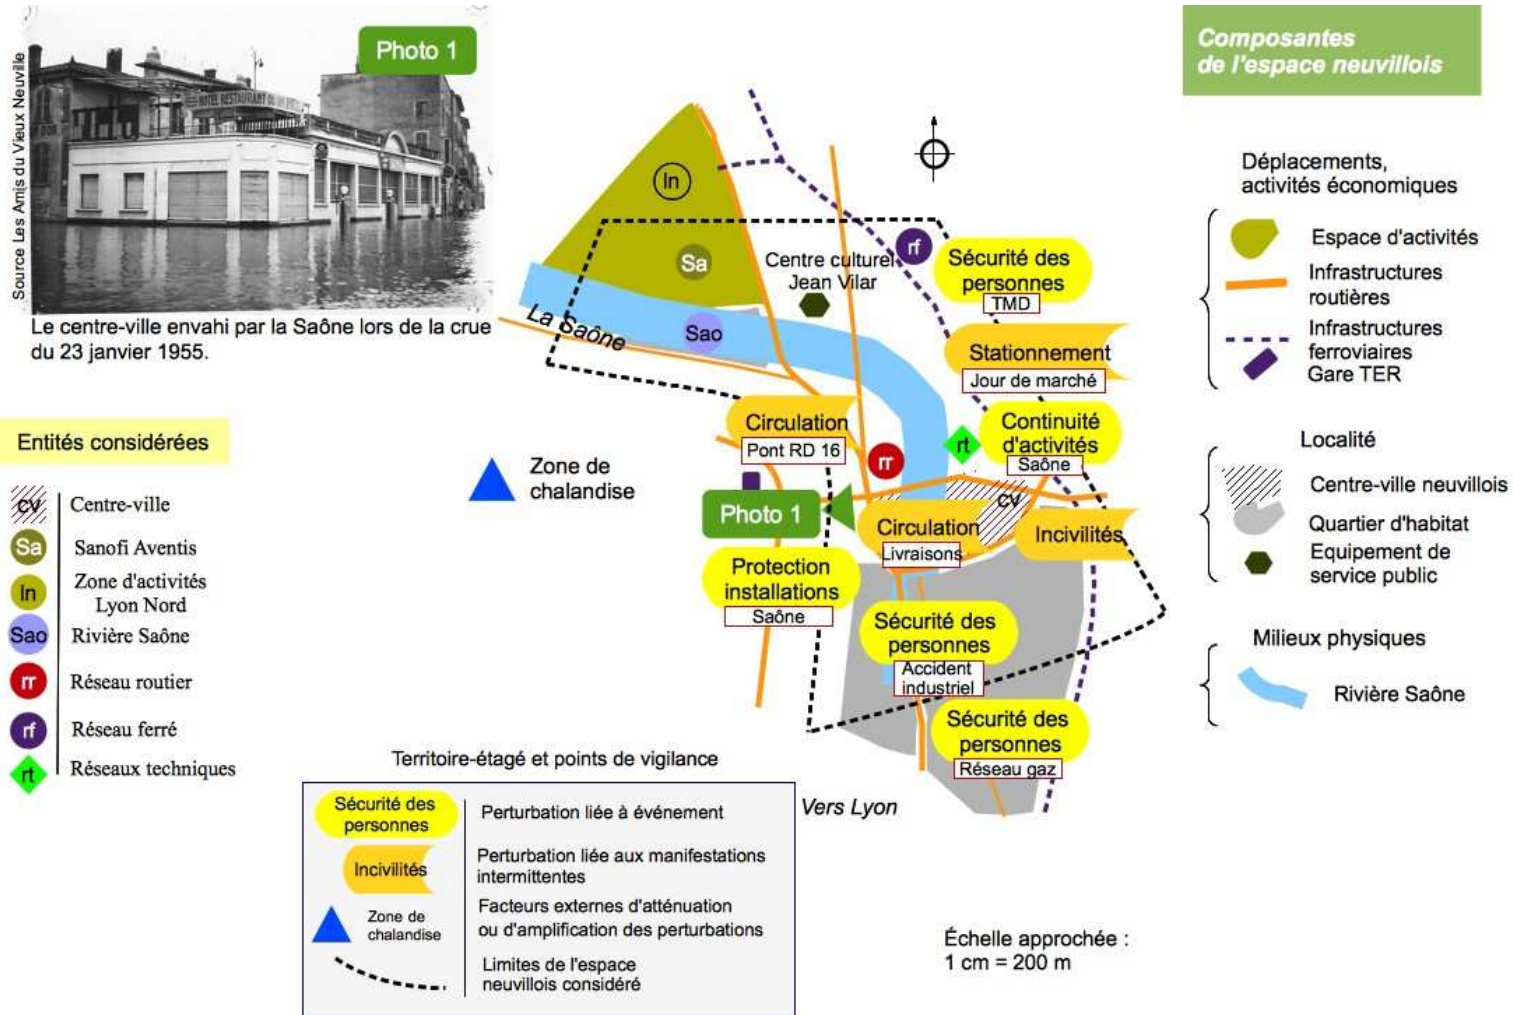 Source Les Amis du Vieux Neuville
Photo 1
HOTEL RESTAURANT DU
Le centre-ville envahi par la Saône lors de la crue
du 23 janvier 1955.
Entités considérées
CV
Centre-ville
Sa
Sanofi Aventis
In
Zone d'activités
Lyon Nord
Sao
Rivière Saône
rr
Réseau routier
rf
Réseau ferré
rt
Réseaux techniques
In
Sa
Centre culturel
Jean Vilar
rf
Sécurité des
personnes
TMD
La Saône
Sao
Stationnement
Jour de marché
Circulation
Pont RD 16
rr
rt
Continuité
d'activités
Saône
Zone de
chalandise
CV
Photo 1
Circulation
Livraisons
Incivilités
Protection
installations
Saône
Sécurité des
personnes
Accident
industriel
Sécurité des
personnes
Réseau gaz
Vers Lyon
Territoire-étagé et points de vigilance
Sécurité des
personnes
Perturbation liée à événement
Incivilités
Perturbation liée aux manifestations
intermittentes
Zone de
chalandise
Facteurs externes d'atténuation
ou d'amplification des perturbations
Limites de l'espace
neuvillois considéré
Échelle approchée :
1 cm = 200 m
Composantes
de l'espace neuvillois
Déplacements,
activités économiques
Espace d'activités
Infrastructures
routières
Infrastructures
ferroviaires
Gare TER
Localité
Centre-ville neuvillois
Quartier d'habitat
Equipement de
service public
Milieux physiques
Rivière Saône